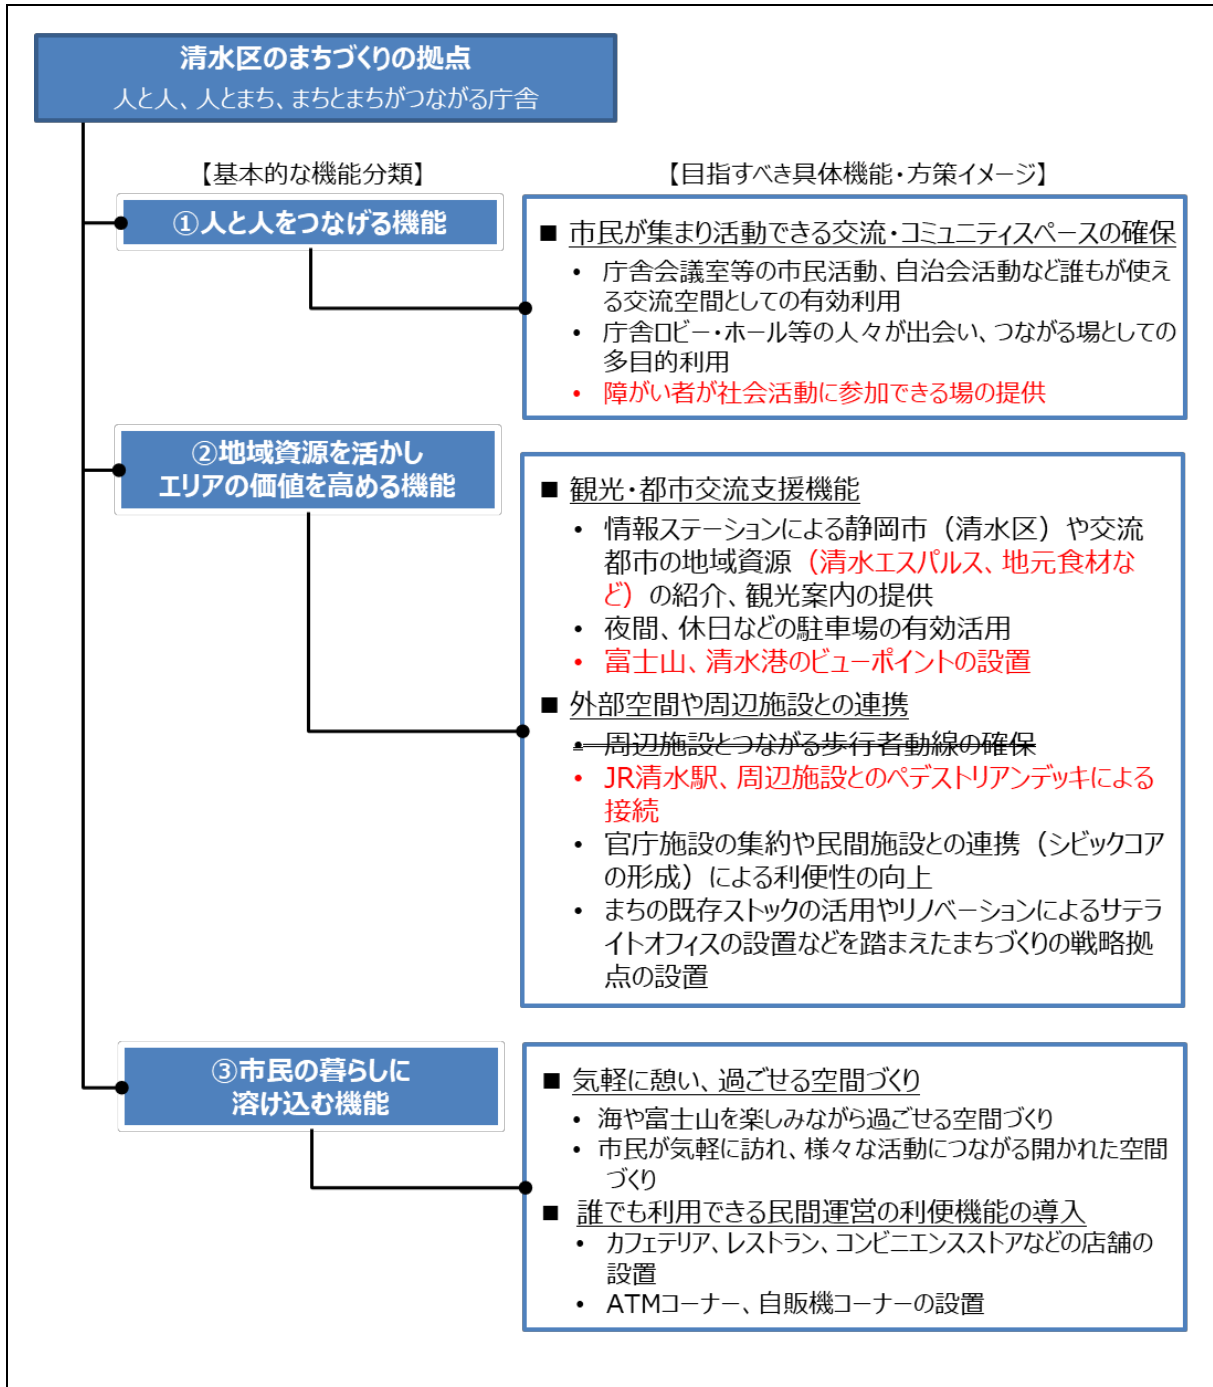 清水区のまちづくりの拠点
人と人、人とまち、まちとまちがつながる庁舎
【基本的な機能分類】
【目指すべき具体機能・方策イメージ】
①人と人をつなげる機能
■ 市民が集まり活動できる交流・コミュニティスペースの確保
• 庁舎会議室等の市民活動、自治会活動など誰もが使え
る交流空間としての有効利用
• 庁舎ロビー・ホール等の人々が出会い、つながる場としての
多目的利用
• 障がい者が社会活動に参加できる場の提供
②地域資源を活かし
エリアの価値を高める機能
■ 観光・都市交流支援機能
• 情報ステーションによる静岡市（清水区）や交流
都市の地域資源（清水エスパルス、地元食材な
ど）の紹介、観光案内の提供
• 夜間、休日などの駐車場の有効活用
• 富士山、清水港のビューポイントの設置
■ 外部空間や周辺施設との連携
• 周辺施設とつながる歩行者動線の確保
• JR清水駅、周辺施設とのペデストリアンデッキによる
接続
• 官庁施設の集約や民間施設との連携（シビックコア
の形成）による利便性の向上
• まちの既存ストックの活用やリノベーションによるサテラ
イトオフィスの設置などを踏まえたまちづくりの戦略拠
点の設置
③市民の暮らしに
溶け込む機能
■ 気軽に憩い、過ごせる空間づくり
• 海や富士山を楽しみながら過ごせる空間づくり
• 市民が気軽に訪れ、様々な活動につながる開かれた空間
づくり
■ 誰でも利用できる民間運営の利便機能の導入
• カフェテリア、レストラン、コンビニエンスストアなどの店舗の
設置
• ATMコーナー、自販機コーナーの設置